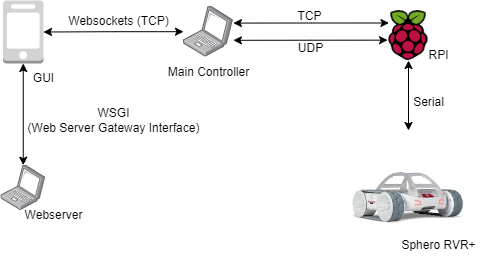 Websockets (TCP)
TCP
UDP
GUI
Main Controller
RPI
WSGI
(Web Server Gateway Interface)
Serial
Webserver
Sphero RVR+